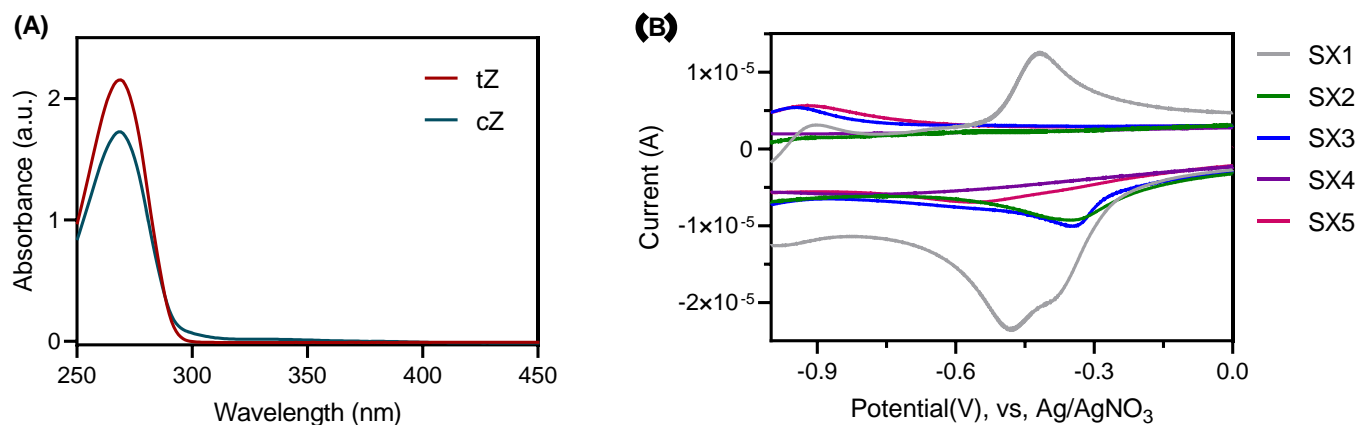 (A)
Absorbance (a.u.)
2
1
0
250
300
350
400
450
Wavelength (nm)
tZ
cZ
(B)
Current (A)
1×10⁻⁵
0
-1×10⁻⁵
-2×10⁻⁵
-0.9
-0.6
-0.3
0.0
Potential(V), vs, Ag/AgNO₃
SX1
SX2
SX3
SX4
SX5